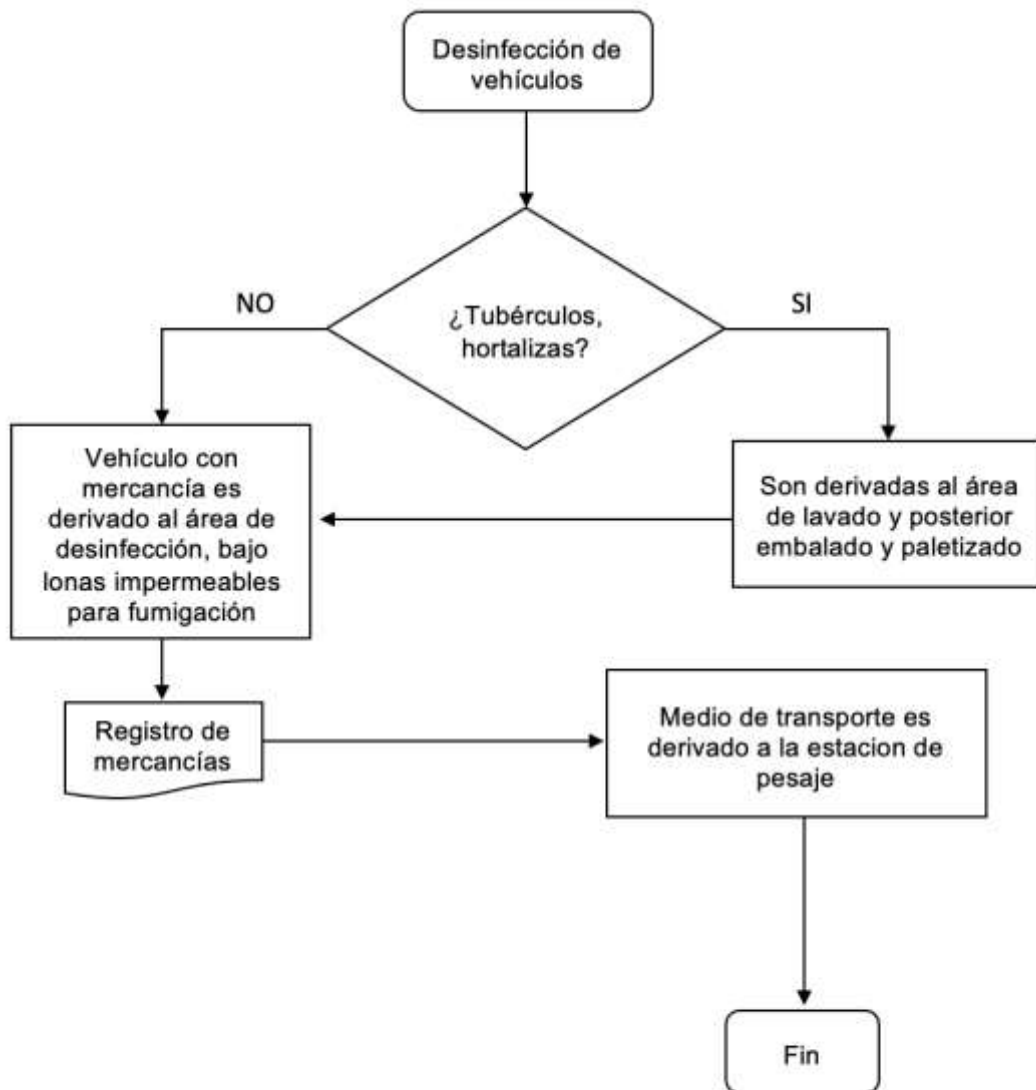 Desinfección de
vehículos
NO
SI
¿Tubérculos,
hortalizas?
Vehículo con
mercancía es
derivado al área de
desinfección, bajo
lonas impermeables
para fumigación
Son derivadas al área
de lavado y posterior
embalado y paletizado
Registro de
mercancías
Medio de transporte es
derivado a la estacion de
pesaje
Fin